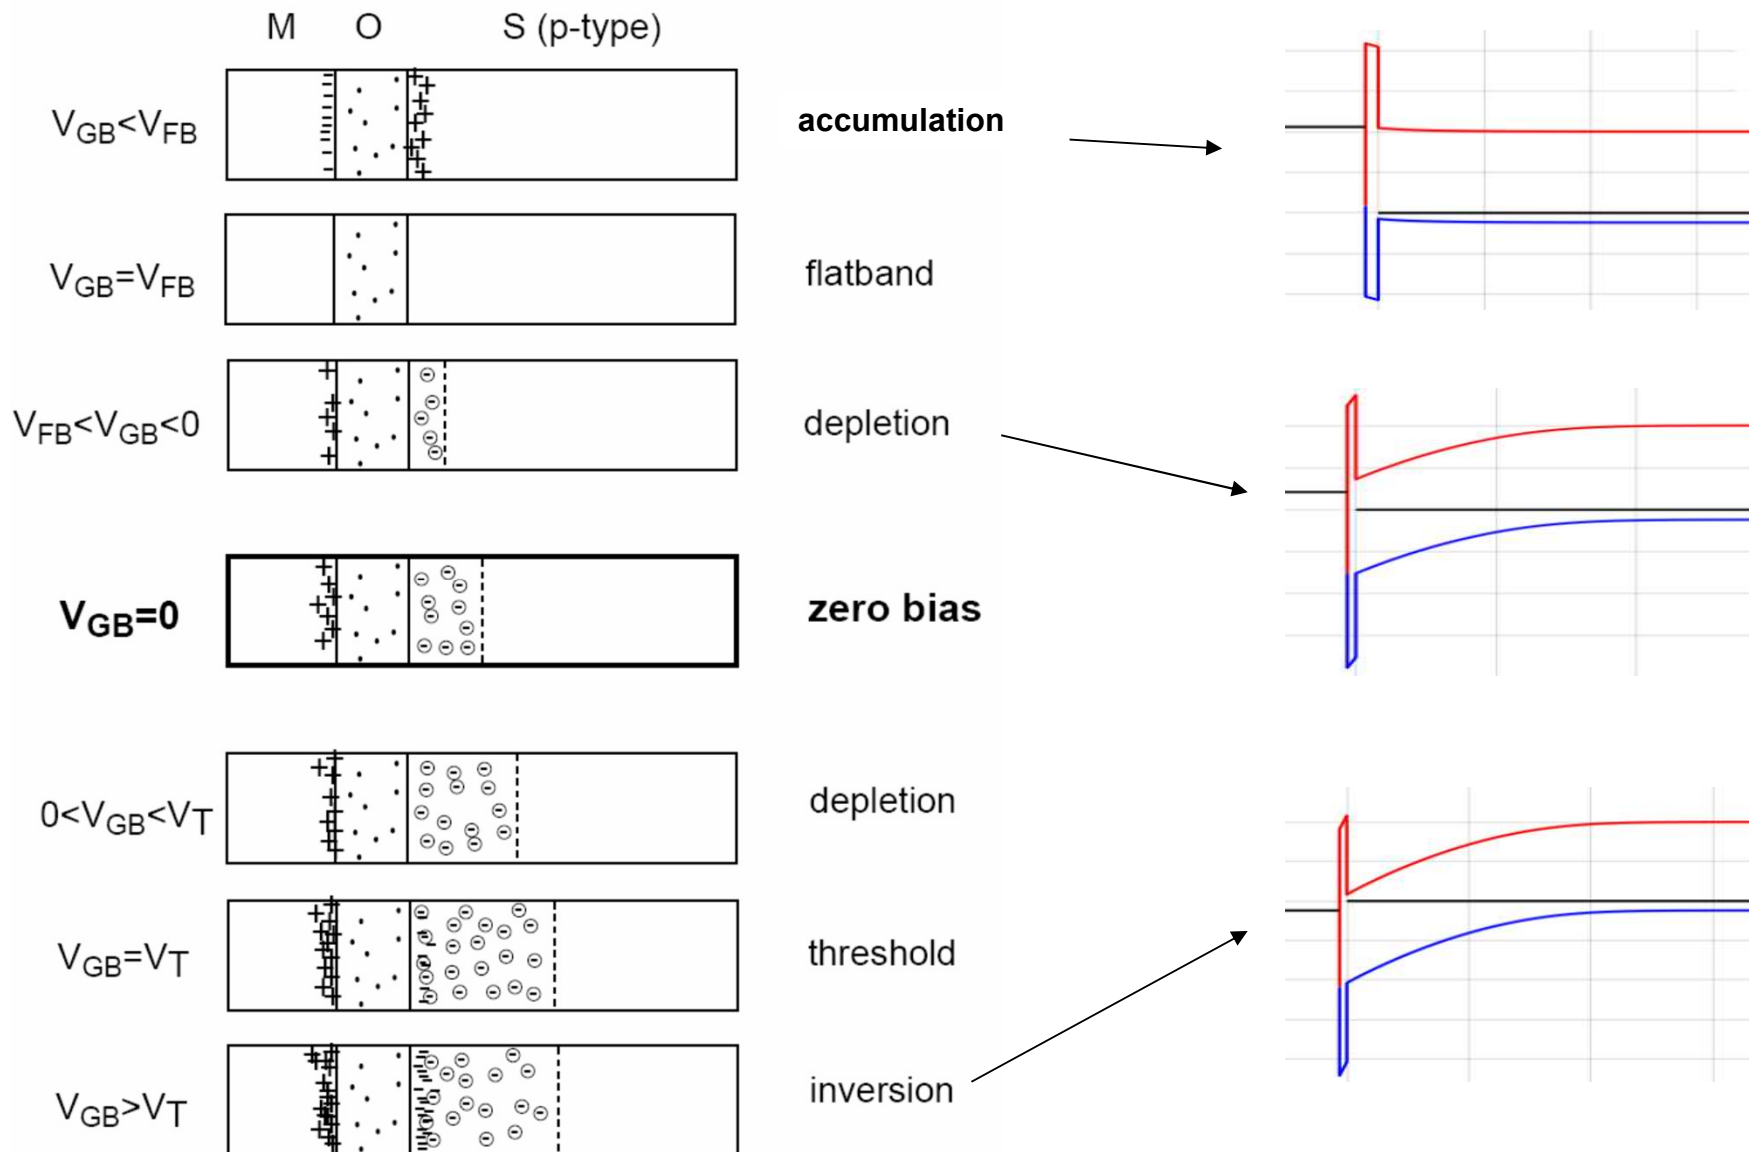 M O S (p-type)
V_GB<V_FB accumulation
V_GB=V_FB flatband
V_FB<V_GB<0 depletion
V_GB=0 zero bias
0<V_GB<V_T depletion
V_GB=V_T threshold
V_GB>V_T inversion